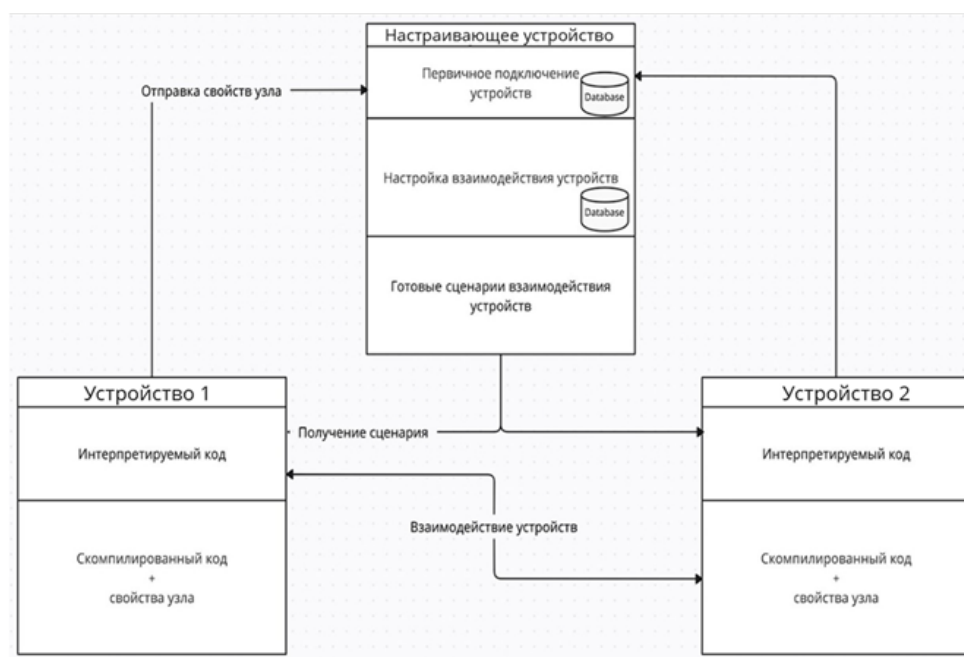 Настраивающее устройство
Первичное подключение
устройств
Database
Отправка свойств узла
Настройка взаимодействия устройств
Database
Готовые сценарии взаимодействия
устройств
Устройство 1
Интерпретируемый код
Скомпилированный код
+
свойства узла
Получение сценария
Взаимодействие устройств
Устройство 2
Интерпретируемый код
Скомпилированный код
+
свойства узла